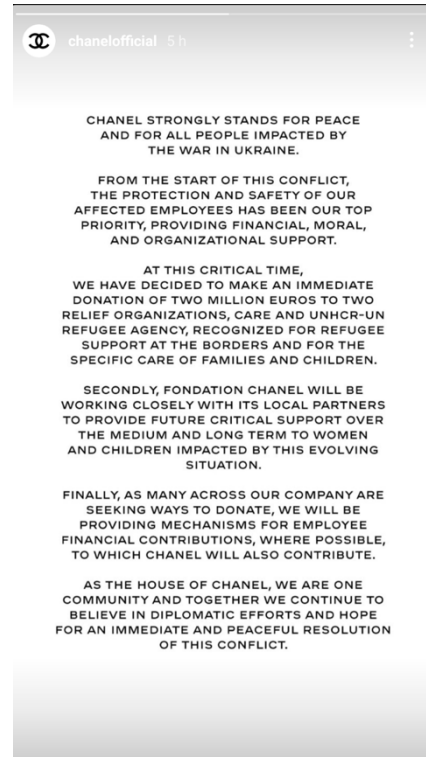 chanelofficial 5 h
CHANEL STRONGLY STANDS FOR PEACE
AND FOR ALL PEOPLE IMPACTED BY
THE WAR IN UKRAINE.
FROM THE START OF THIS CONFLICT,
THE PROTECTION AND SAFETY OF OUR
AFFECTED EMPLOYEES HAS BEEN OUR TOP
PRIORITY, PROVIDING FINANCIAL, MORAL,
AND ORGANIZATIONAL SUPPORT.
AT THIS CRITICAL TIME,
WE HAVE DECIDED TO MAKE AN IMMEDIATE
DONATION OF TWO MILLION EUROS TO TWO
RELIEF ORGANIZATIONS, CARE AND UNHCR-UN
REFUGEE AGENCY, RECOGNIZED FOR REFUGEE
SUPPORT AT THE BORDERS AND FOR THE
SPECIFIC CARE OF FAMILIES AND CHILDREN.
SECONDLY, FONDATION CHANEL WILL BE
WORKING CLOSELY WITH ITS LOCAL PARTNERS
TO PROVIDE FUTURE CRITICAL SUPPORT OVER
THE MEDIUM AND LONG TERM TO WOMEN
AND CHILDREN IMPACTED BY THIS EVOLVING
SITUATION.
FINALLY, AS MANY ACROSS OUR COMPANY ARE
SEEKING WAYS TO DONATE, WE WILL BE
PROVIDING MECHANISMS FOR EMPLOYEE
FINANCIAL CONTRIBUTIONS, WHERE POSSIBLE,
TO WHICH CHANEL WILL ALSO CONTRIBUTE.
AS THE HOUSE OF CHANEL, WE ARE ONE
COMMUNITY AND TOGETHER WE CONTINUE TO
BELIEVE IN DIPLOMATIC EFFORTS AND HOPE
FOR AN IMMEDIATE AND PEACEFUL RESOLUTION
OF THIS CONFLICT.